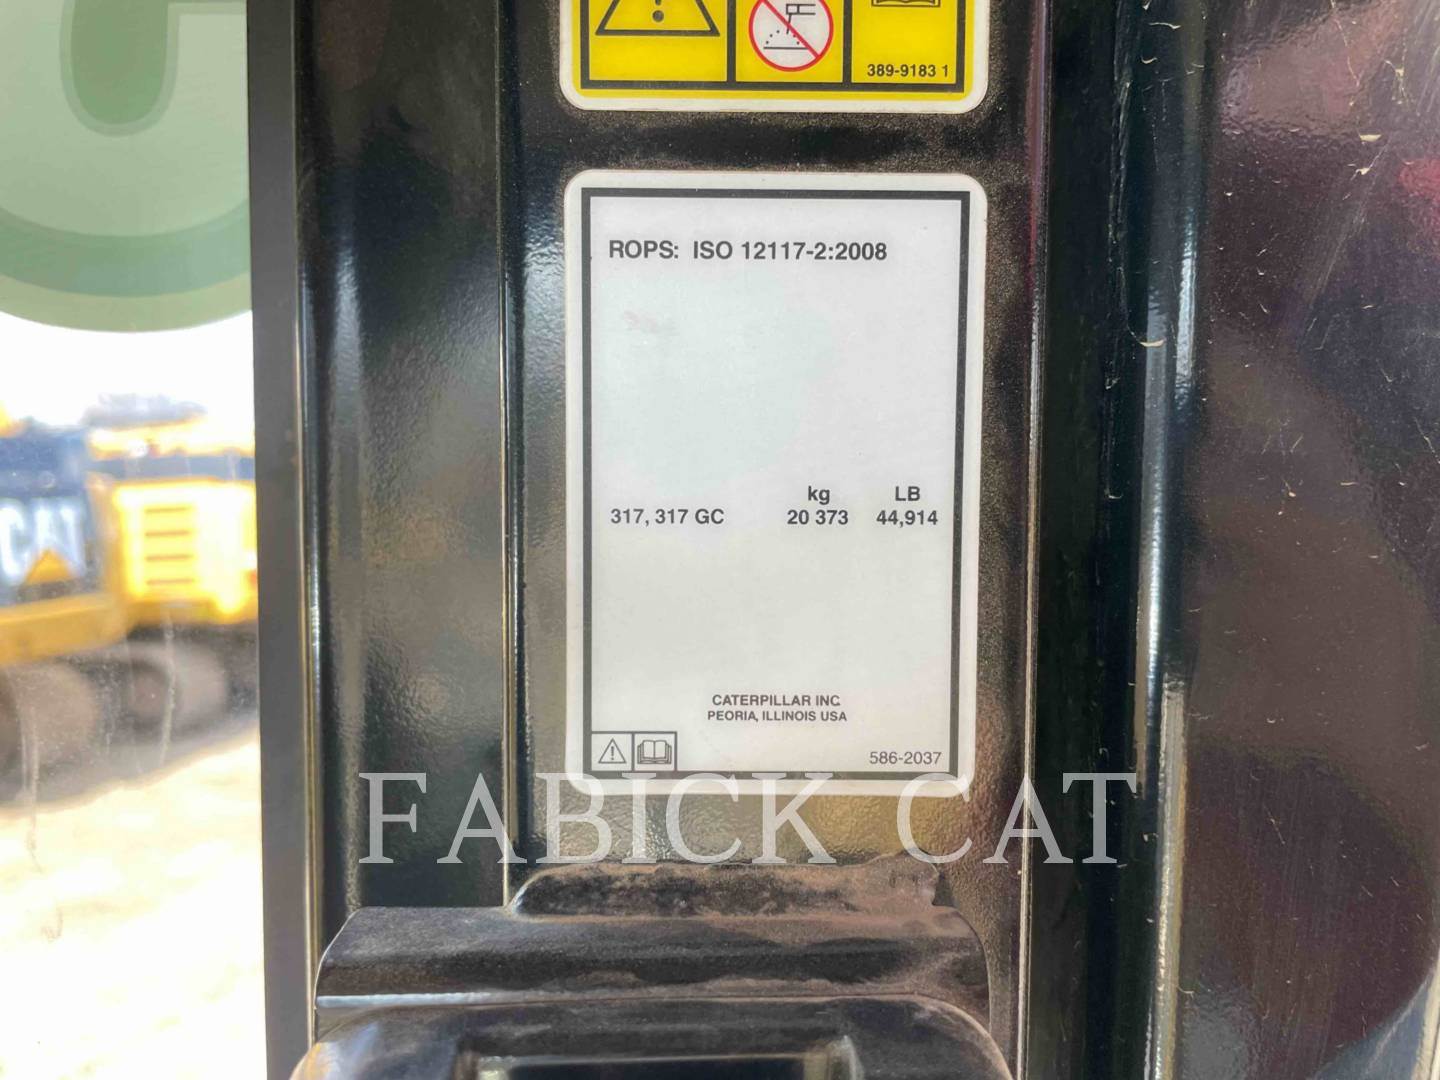 389-9183 1
ROPS: ISO 12117-2:2008
kg LB
317, 317 GC 20 373 44,914
CATERPILLAR INC.
PEORIA, ILLINOIS USA
586-2037
FABICK CAT
CAT